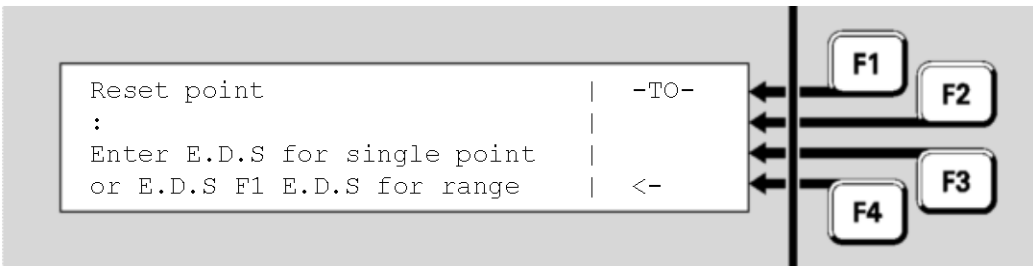 Reset point | -TO-
: |
Enter E.D.S for single point |
or E.D.S F1 E.D.S for range | <-
F1
F2
F3
F4